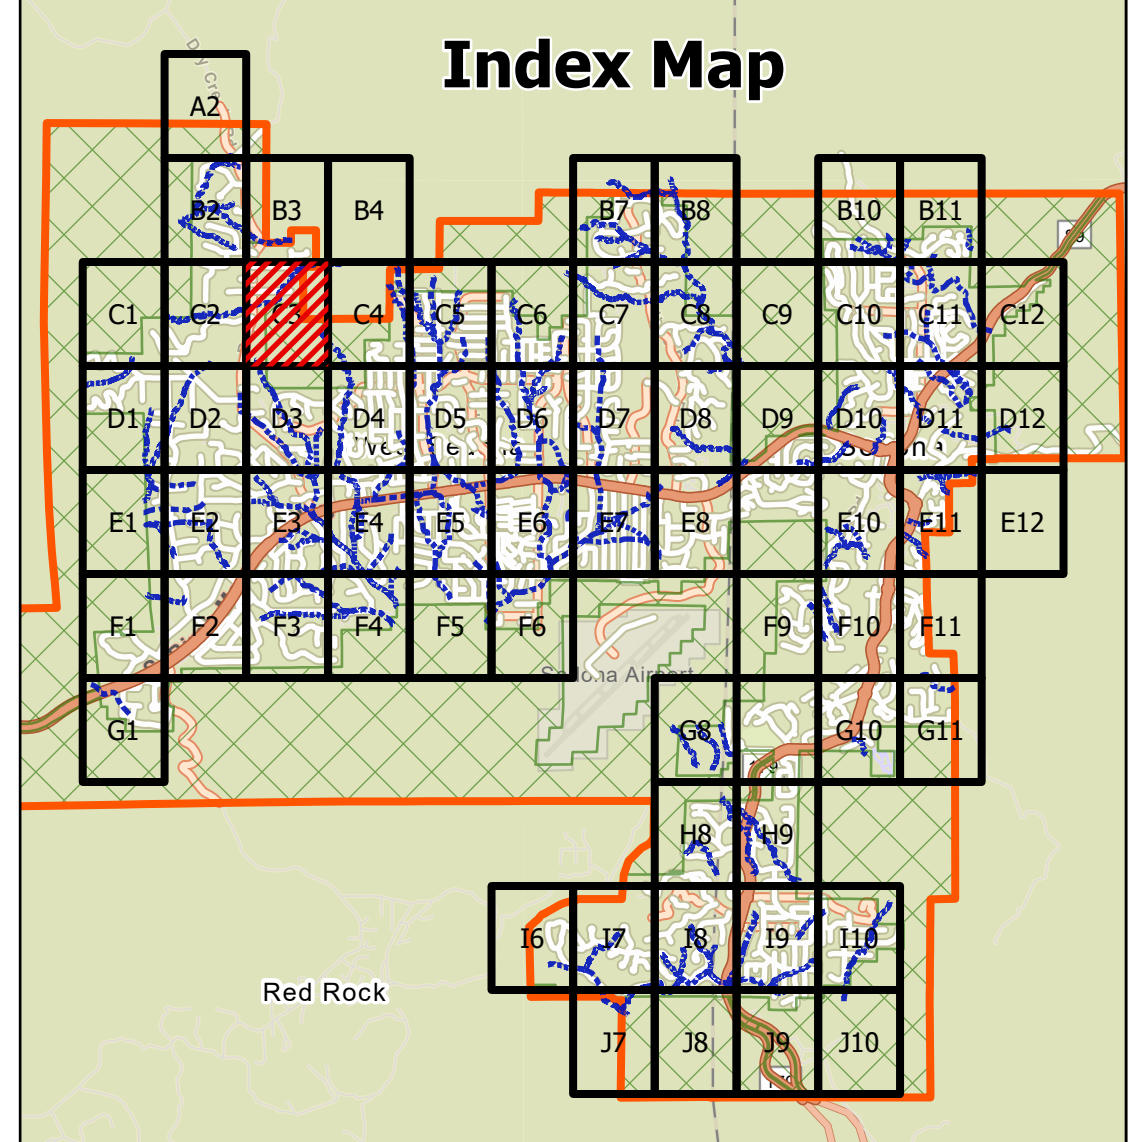 Index Map
A2
B2 B3 B4 B7 B8 B10 B11
C1 C2 C3 C4 C5 C6 C7 C8 C9 C10 C11 C12
D1 D2 D3 D4 D5 D6 D7 D8 D9 D10 D11 D12
E1 E2 E3 E4 E5 E6 E7 E8 E10 E11 E12
F1 F2 F3 F4 F5 F6 F9 F10 F11
Sedona Airport
G1 G8 G10 G11
H8 H9
I6 I7 I8 I9 I10
Red Rock
J7 J8 J9 J10